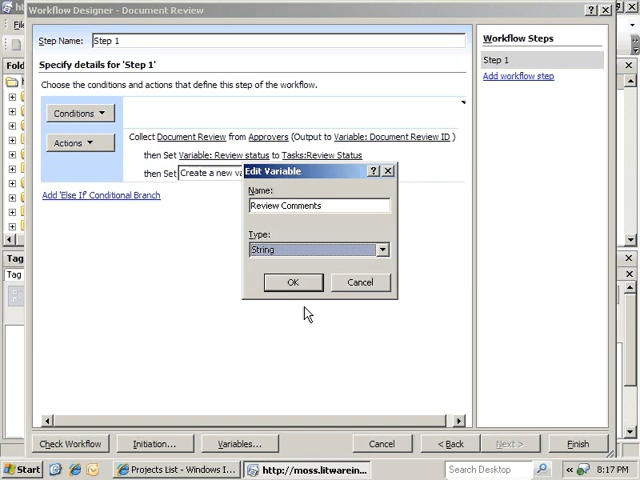 Workflow Designer - Document Review
Step Name: Step 1
Workflow Steps
Step 1
Add workflow step
Specify details for 'Step 1'
Choose the conditions and actions that define this step of the workflow.
Conditions
Actions
Collect Document Review from Approvers (Output to Variable: Document Review ID )
then Set Variable: Review status to Tasks:Review Status
then Set Create a new va
Add 'Else If' Conditional Branch
Edit Variable
Name:
Review Comments
Type:
String
OK Cancel
Fold
Tag
Tag
Check Workflow Initiation... Variables... Cancel < Back Next > Finish
Start Projects List - Windows I... http://moss.litwarein... Search Desktop 8:17 PM